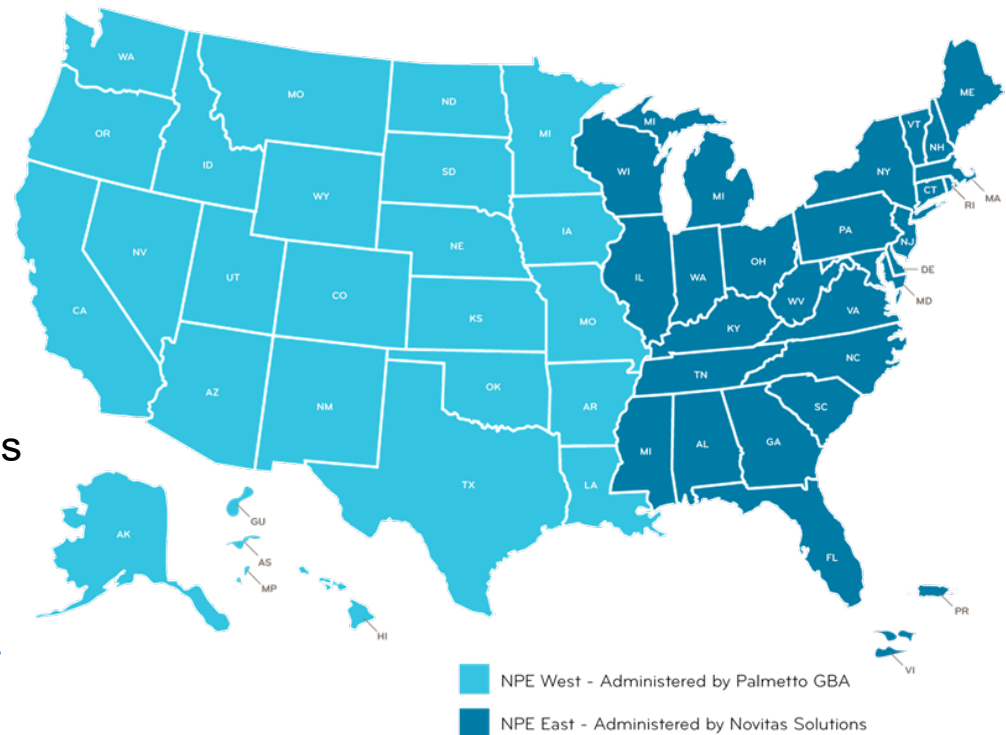 WA
MO
ND
MI
MI
ME
VT
NH
OR
ID
SD
WI
NY
MA
WY
MI
CT
RI
NV
NE
IA
PA
NJ
UT
CO
IL
WA
OH
DE
CA
KS
MO
WV
VA
MD
KY
NC
AZ
NM
OK
AR
TN
SC
s
TX
LA
MI
AL
GA
AK
GU
AS
MP
HI
FL
PR
VI
NPE West - Administered by Palmetto GBA
NPE East - Administered by Novitas Solutions